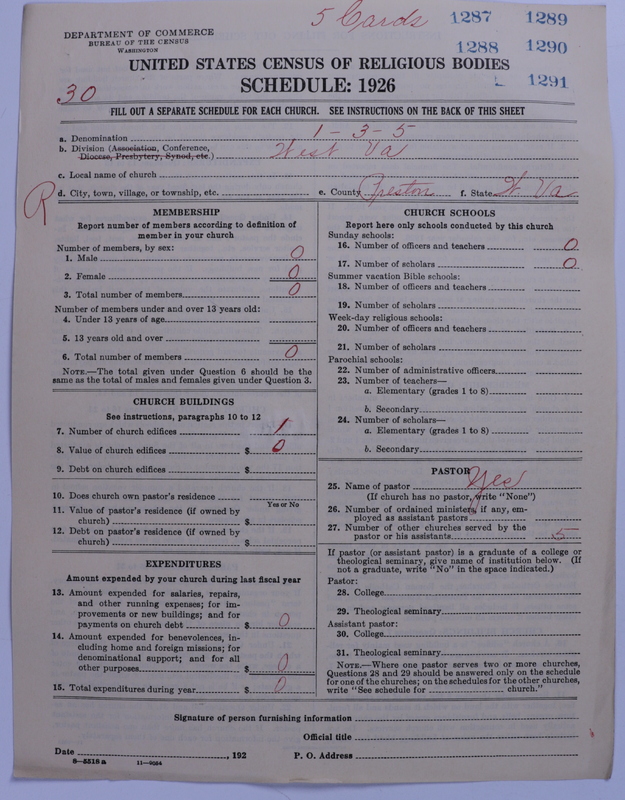 5 Cards
1287 1289
1288 1290
1291
DEPARTMENT OF COMMERCE
BUREAU OF THE CENSUS
WASHINGTON
UNITED STATES CENSUS OF RELIGIOUS BODIES
SCHEDULE: 1926
30
FILL OUT A SEPARATE SCHEDULE FOR EACH CHURCH. SEE INSTRUCTIONS ON THE BACK OF THIS SHEET
a. Denomination 1-3-5
b. Division (Association, Conference, West Va
Diocese, Presbytery, Synod, etc.)
c. Local name of church
R
d. City, town, village, or township, etc. e. County Preston f. State W. Va
MEMBERSHIP
Report number of members according to definition of
member in your church
Number of members, by sex:
1. Male 0
2. Female 0
3. Total number of members 0
Number of members under and over 13 years old:
4. Under 13 years of age
5. 13 years old and over
6. Total number of members 0
NOTE.—The total given under Question 6 should be the
same as the total of males and females given under Question 3.
CHURCH BUILDINGS
See instructions, paragraphs 10 to 12
7. Number of church edifices 1
8. Value of church edifices $ 0
9. Debt on church edifices $
10. Does church own pastor's residence
Yes or No
11. Value of pastor's residence (if owned by
church) $
12. Debt on pastor's residence (if owned by
church) $
EXPENDITURES
Amount expended by your church during last fiscal year
13. Amount expended for salaries, repairs,
and other running expenses; for im-
provements or new buildings; and for
payments on church debt $ 0
14. Amount expended for benevolences, in-
cluding home and foreign missions; for
denominational support; and for all
other purposes $ 0
15. Total expenditures during year $ 0
CHURCH SCHOOLS
Report here only schools conducted by this church
Sunday schools:
16. Number of officers and teachers 0
17. Number of scholars 0
Summer vacation Bible schools:
18. Number of officers and teachers
19. Number of scholars
Week-day religious schools:
20. Number of officers and teachers
21. Number of scholars
Parochial schools:
22. Number of administrative officers
23. Number of teachers—
a. Elementary (grades 1 to 8)
b. Secondary
24. Number of scholars—
a. Elementary (grades 1 to 8)
b. Secondary
PASTOR
25. Name of pastor Yes
(If church has no pastor, write "None")
26. Number of ordained ministers, if any, em-
ployed as assistant pastors
27. Number of other churches served by the
pastor or his assistants 5
If pastor (or assistant pastor) is a graduate of a college or
theological seminary, give name of institution below. (If
not a graduate, write "No" in the space indicated.)
Pastor:
28. College
29. Theological seminary
Assistant pastor:
30. College
31. Theological seminary
NOTE.—Where one pastor serves two or more churches,
Questions 28 and 29 should be answered only on the schedule
for one of the churches; on the schedules for the other churches,
write "See schedule for church."
Signature of person furnishing information
Official title
Date , 192 P. O. Address
8—5518 a 11—9094